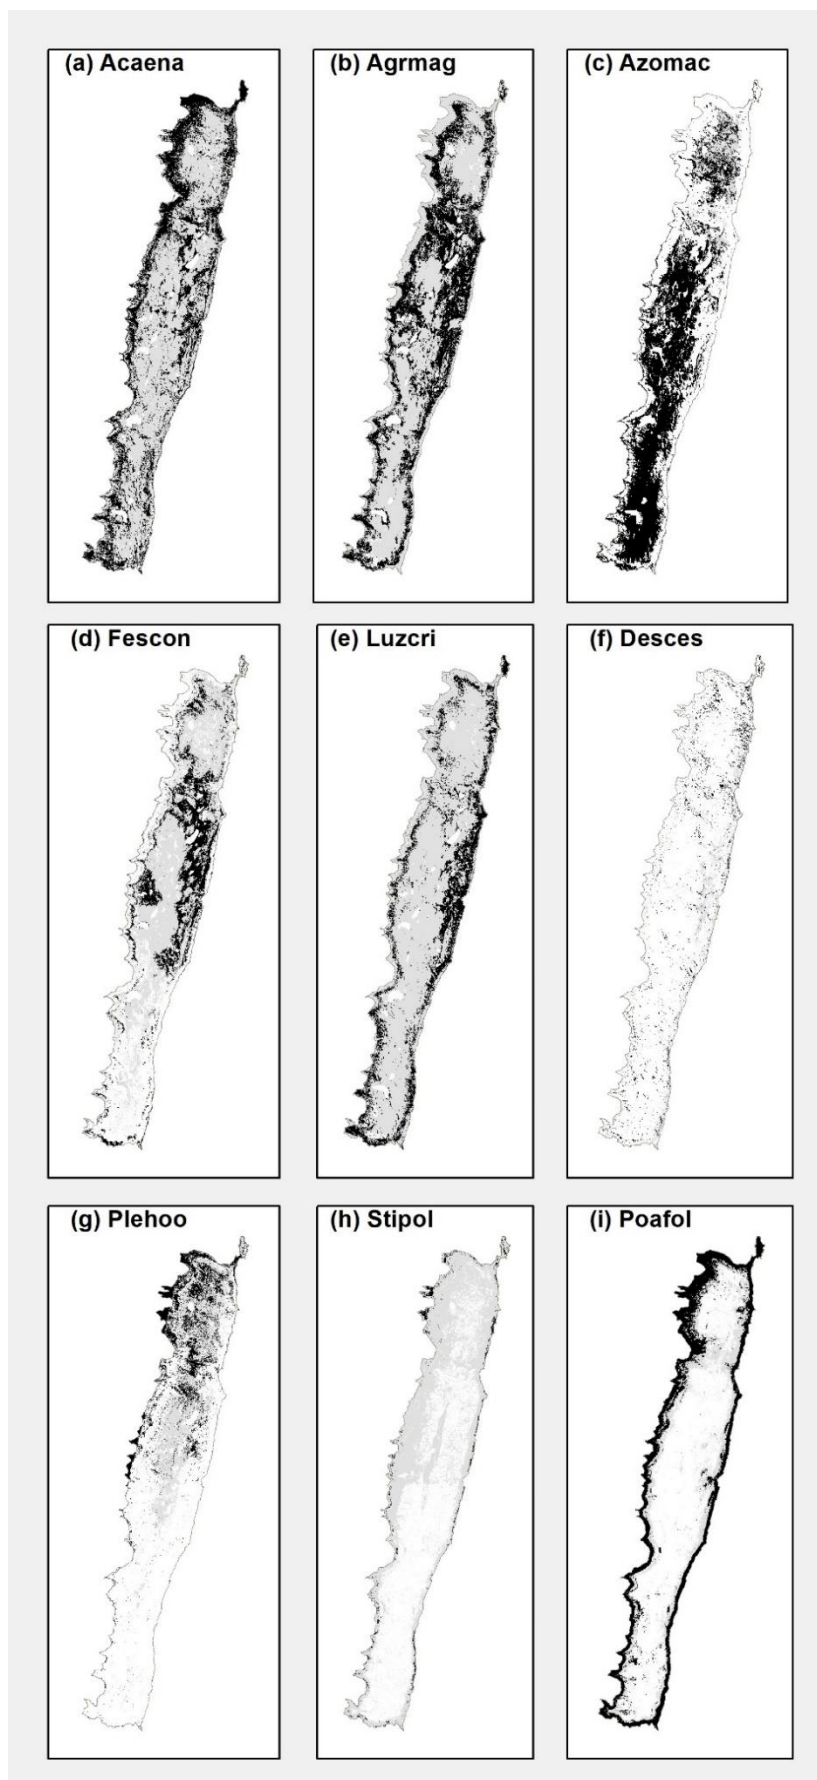 (a) Acaena
(b) Agrmag
(c) Azomac
(d) Fescon
(e) Luzcri
(f) Desces
(g) Plehoo
(h) Stipol
(i) Poafol